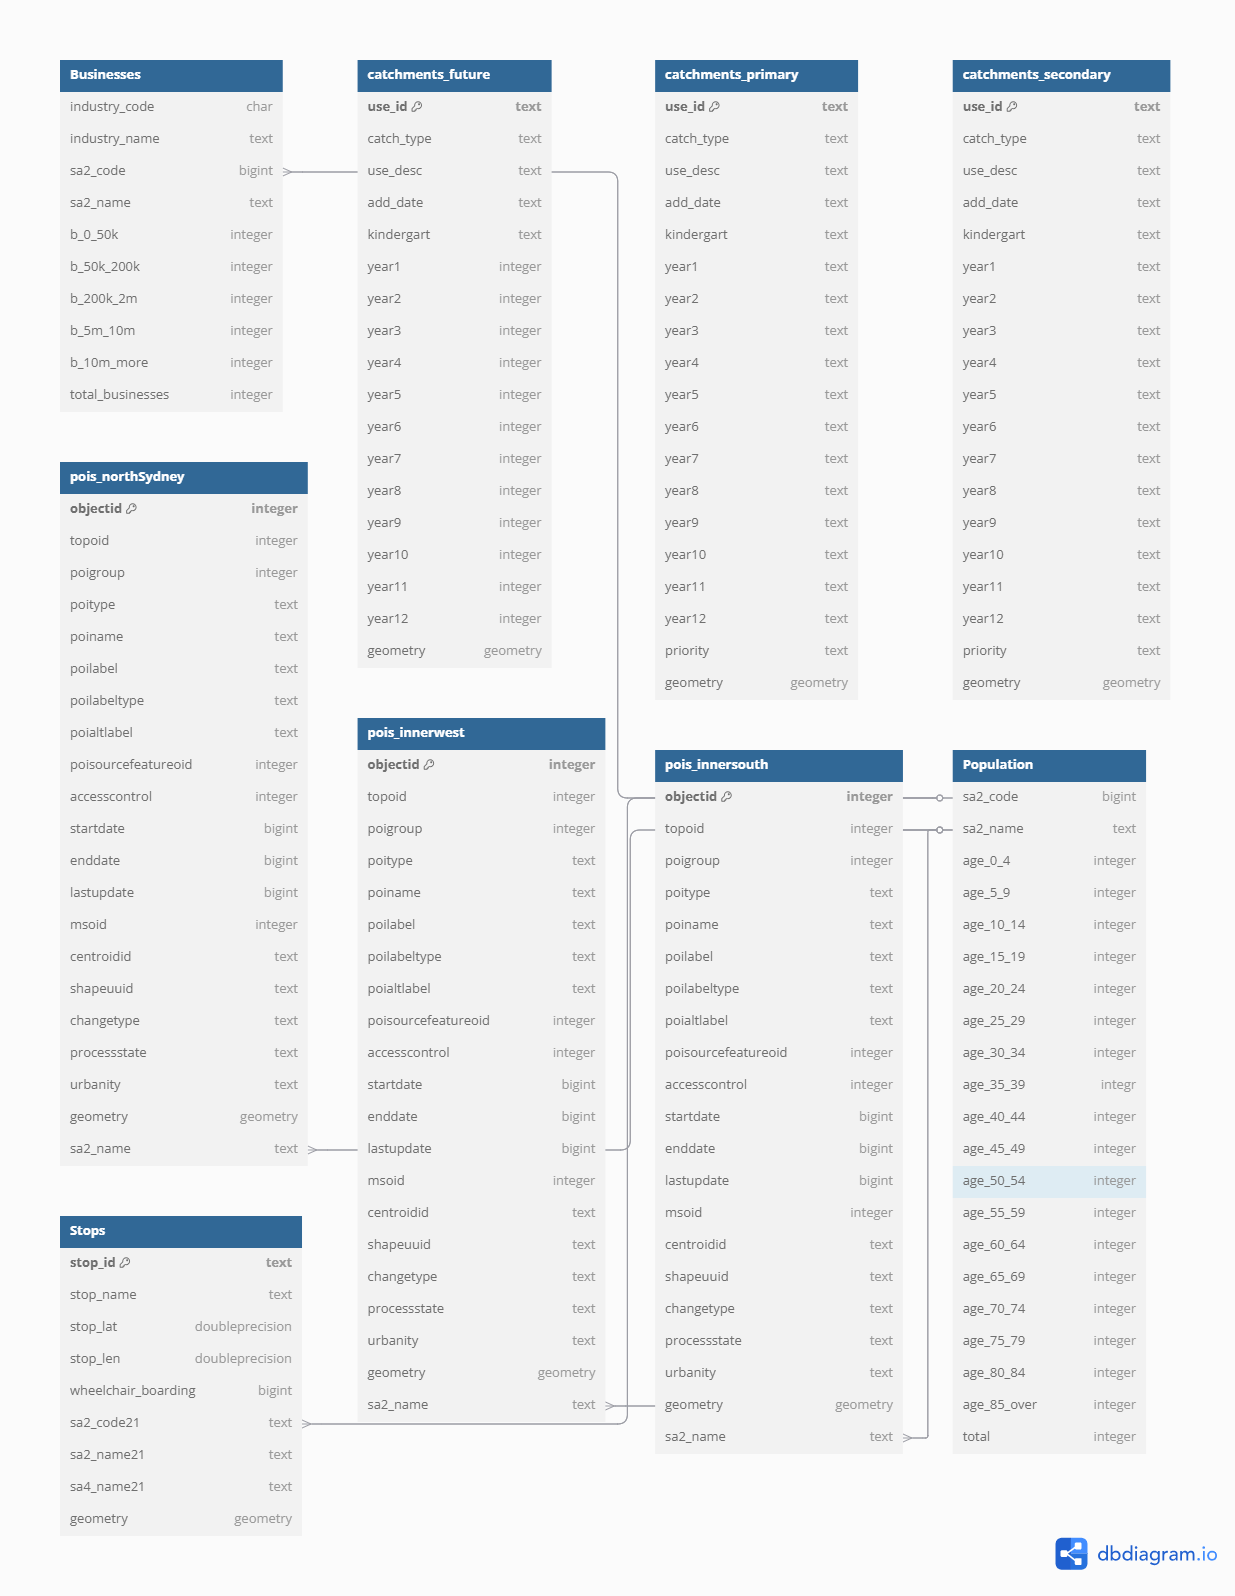 Businesses
industry_code char
industry_name text
sa2_code bigint
sa2_name text
b_0_50k integer
b_50k_200k integer
b_200k_2m integer
b_5m_10m integer
b_10m_more integer
total_businesses integer
catchments_future
use_id text
catch_type text
use_desc text
add_date text
kindergart text
year1 integer
year2 integer
year3 integer
year4 integer
year5 integer
year6 integer
year7 integer
year8 integer
year9 integer
year10 integer
year11 integer
year12 integer
geometry geometry
catchments_primary
use_id text
catch_type text
use_desc text
add_date text
kindergart text
year1 text
year2 text
year3 text
year4 text
year5 text
year6 text
year7 text
year8 text
year9 text
year10 text
year11 text
year12 text
priority text
geometry geometry
catchments_secondary
use_id text
catch_type text
use_desc text
add_date text
kindergart text
year1 text
year2 text
year3 text
year4 text
year5 text
year6 text
year7 text
year8 text
year9 text
year10 text
year11 text
year12 text
priority text
geometry geometry
pois_northSydney
objectid integer
topoid integer
poigroup integer
poitype text
poiname text
poilabel text
poilabeltype text
poialtlabel text
poisourcefeatureoid integer
accesscontrol integer
startdate bigint
enddate bigint
lastupdate bigint
msoid integer
centroidid text
shapeuuid text
changetype text
processstate text
urbanity text
geometry geometry
sa2_name text
pois_innerwest
objectid integer
topoid integer
poigroup integer
poitype text
poiname text
poilabel text
poilabeltype text
poialtlabel text
poisourcefeatureoid integer
accesscontrol integer
startdate bigint
enddate bigint
lastupdate bigint
msoid integer
centroidid text
shapeuuid text
changetype text
processstate text
urbanity text
geometry geometry
sa2_name text
pois_innersouth
objectid integer
topoid integer
poigroup integer
poitype text
poiname text
poilabel text
poilabeltype text
poialtlabel text
poisourcefeatureoid integer
accesscontrol integer
startdate bigint
enddate bigint
lastupdate bigint
msoid integer
centroidid text
shapeuuid text
changetype text
processstate text
urbanity text
geometry geometry
sa2_name text
Population
sa2_code bigint
sa2_name text
age_0_4 integer
age_5_9 integer
age_10_14 integer
age_15_19 integer
age_20_24 integer
age_25_29 integer
age_30_34 integer
age_35_39 integr
age_40_44 integer
age_45_49 integer
age_50_54 integer
age_55_59 integer
age_60_64 integer
age_65_69 integer
age_70_74 integer
age_75_79 integer
age_80_84 integer
age_85_over integer
total integer
Stops
stop_id text
stop_name text
stop_lat doubleprecision
stop_len doubleprecision
wheelchair_boarding bigint
sa2_code21 text
sa2_name21 text
sa4_name21 text
geometry geometry
dbdiagram.io